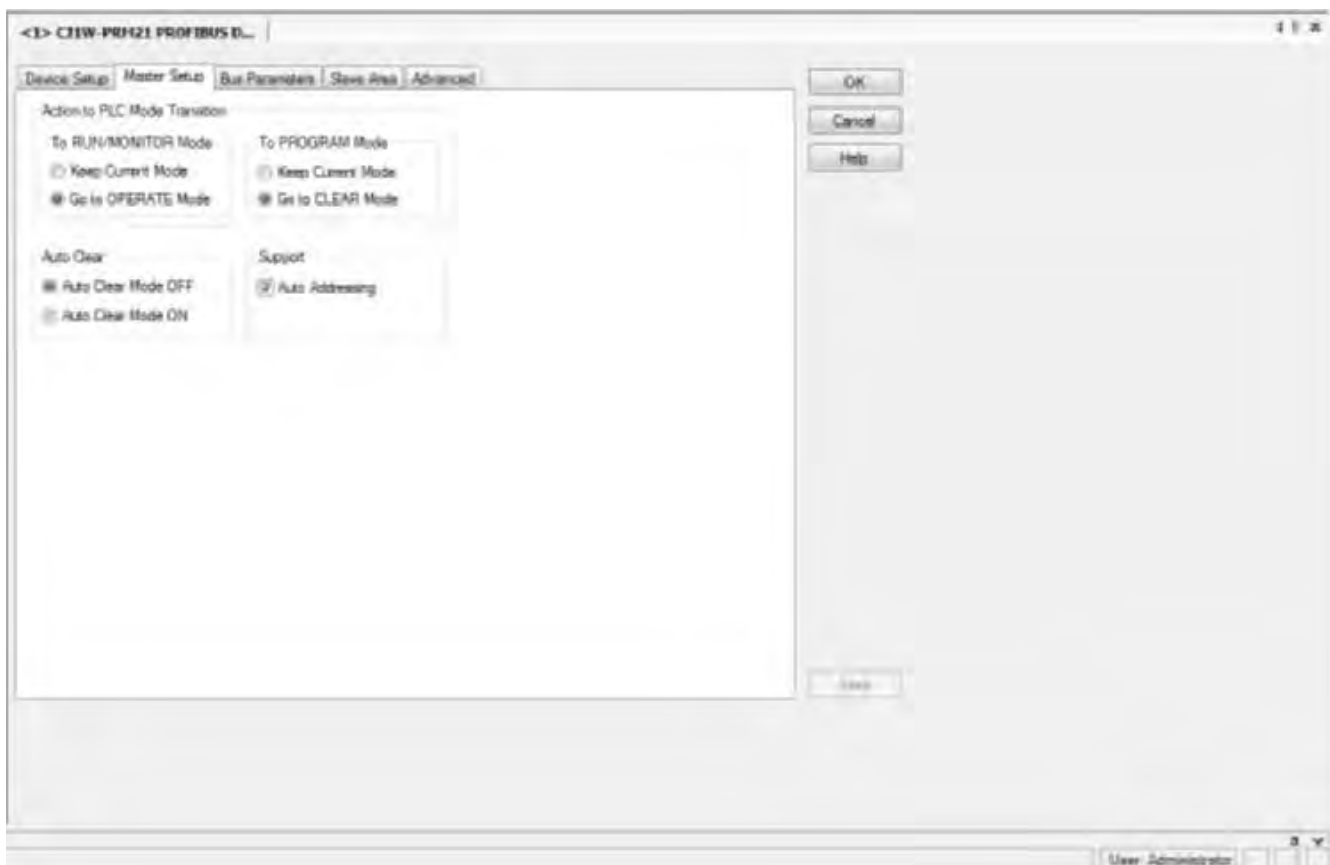 <1> CJ1W-PRM21 PROFIBUS D...
Device Setup Master Setup Bus Parameters Slave Area Advanced
Action to PLC Mode Transition
To RUN/MONITOR Mode To PROGRAM Mode
Keep Current Mode Keep Current Mode
Go to OPERATE Mode Go to CLEAR Mode
Auto Clear Support
Auto Clear Mode OFF Auto Addressing
Auto Clear Mode ON
OK
Cancel
Help
User: Administrator